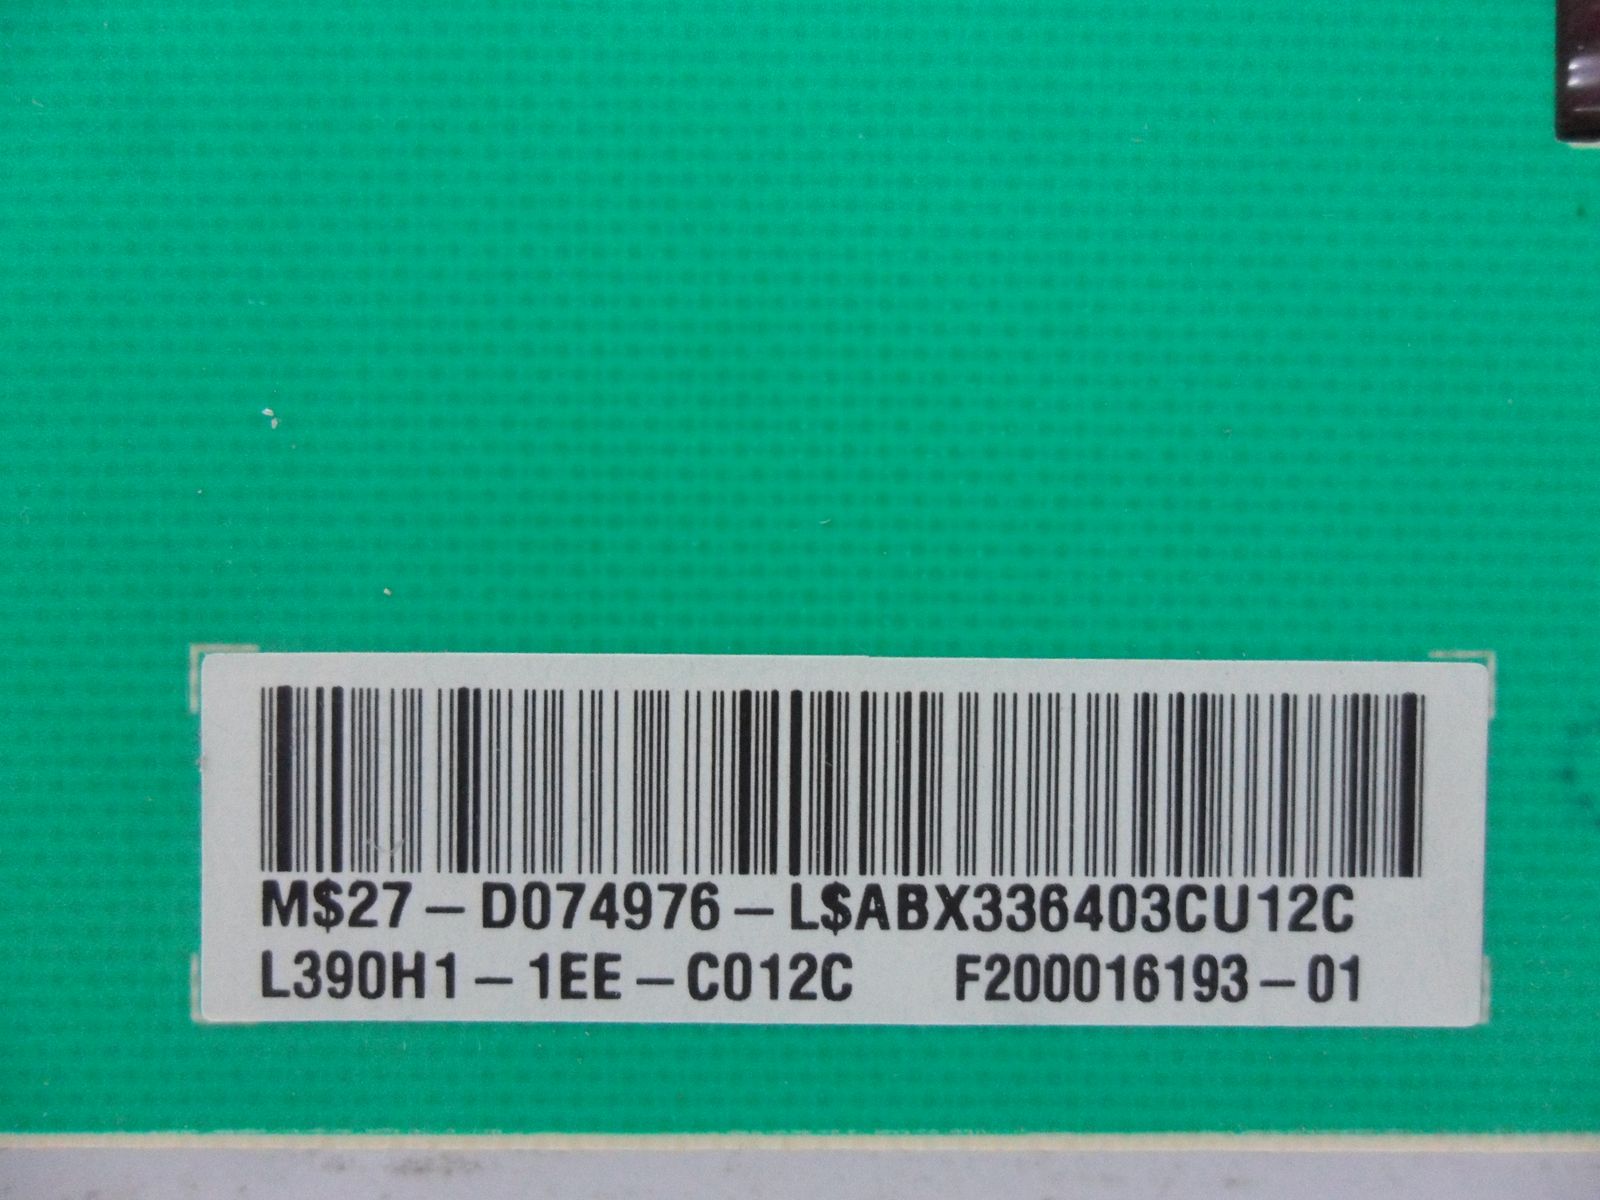 M$27-D074976-L$ABX336403CU12C
L390H1-1EE-C012C F200016193-01